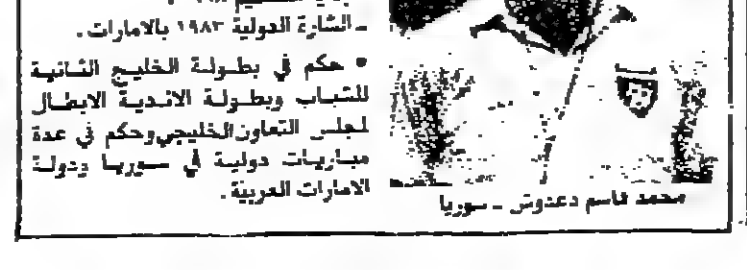 ـ الشارة الدولية ١٩٨٣ بالامارات .
• حكم في بطولة الخليج الثانية
للشباب وبطولة الاندية الابطال
لمجلس التعاون الخليجي وحكم في عدة
مباريات دولية في سوريا ودولة
الامارات العربية .
محمد قاسم دعدوش ـ سوريا